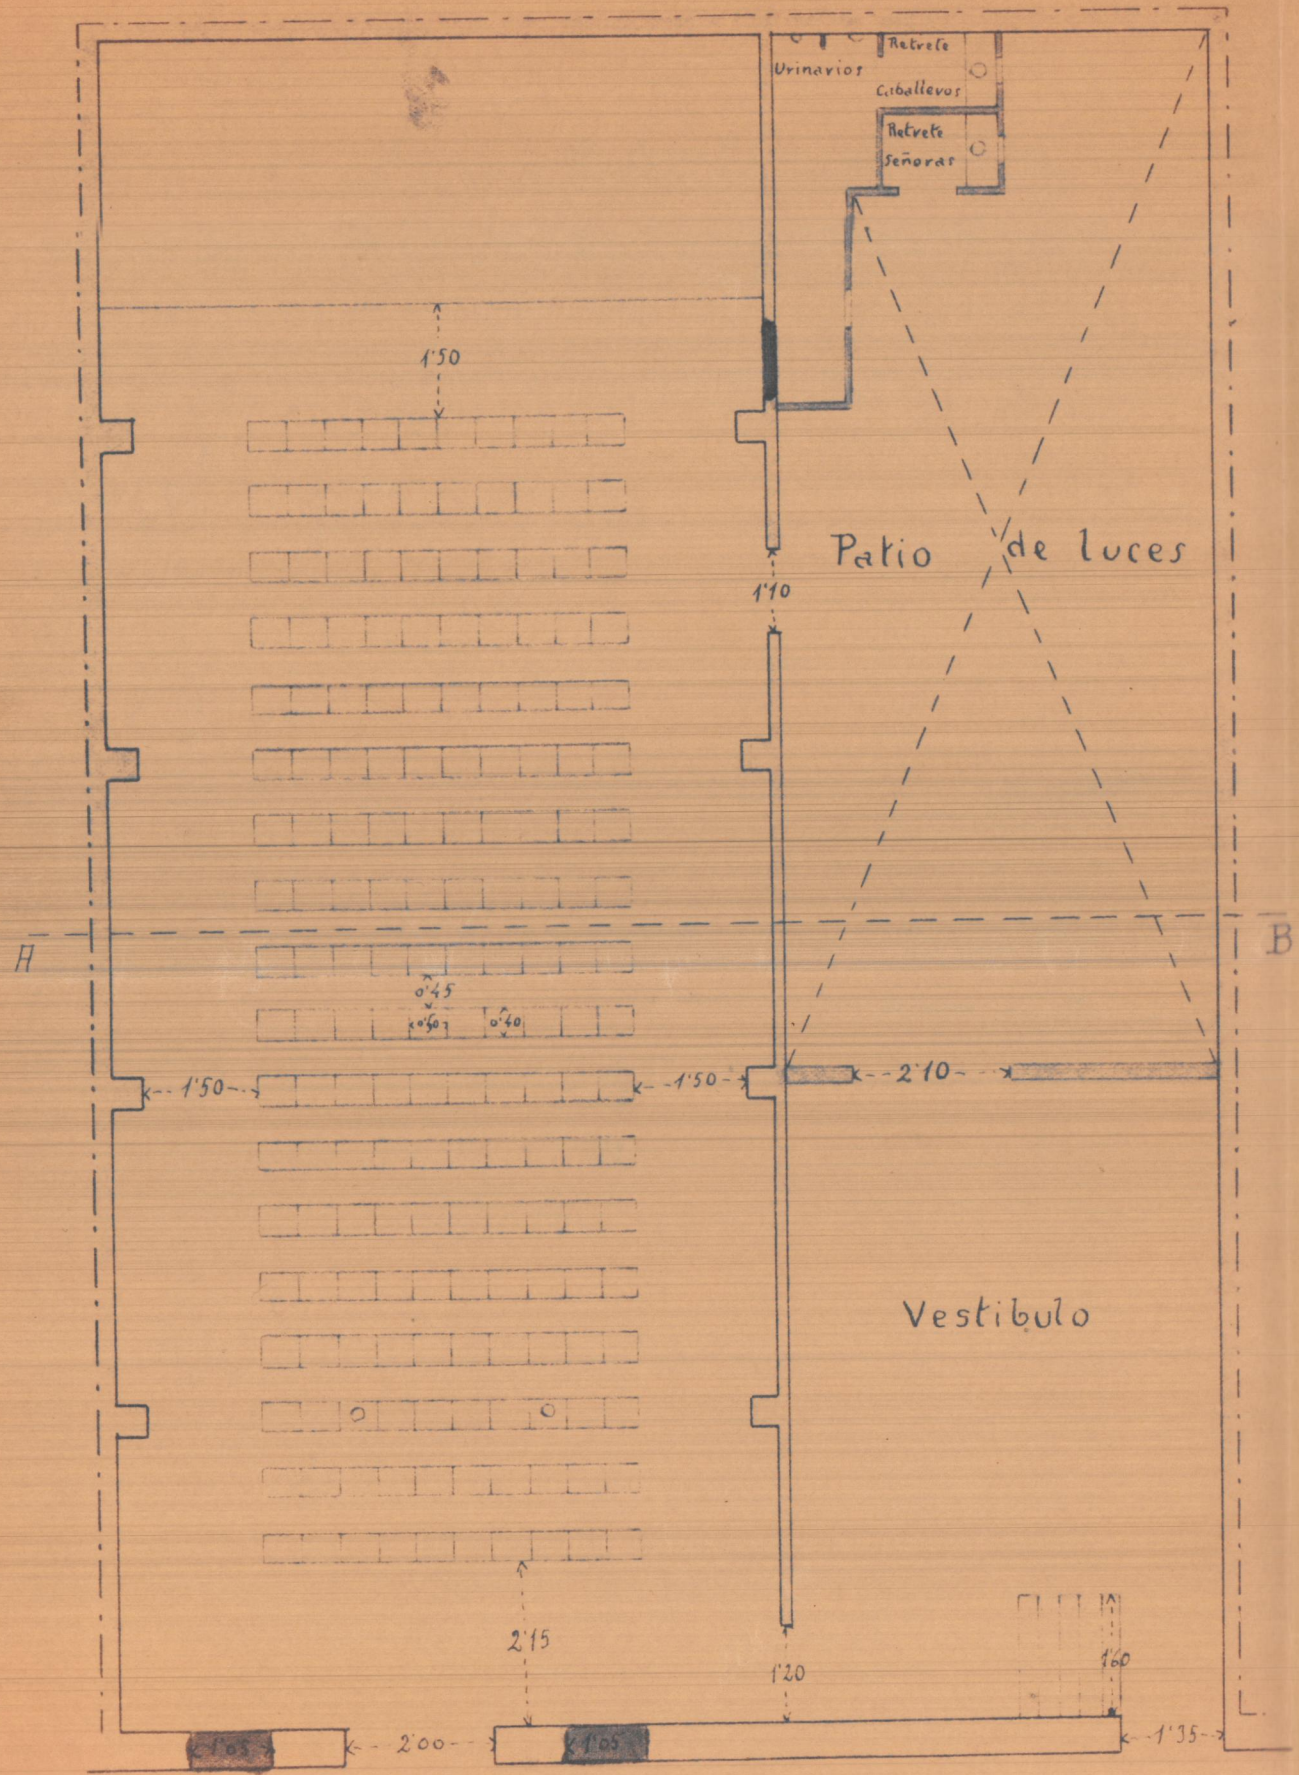 Retrete
Urinarios
Caballeros
Retrete
Señoras
1'50
Patio de luces
1'10
A
B
0'45
0'50
0'40
1'50
1'50
2'10
Vestibulo
2'15
1'20
1'60
1'05
2'00
1'05
1'35